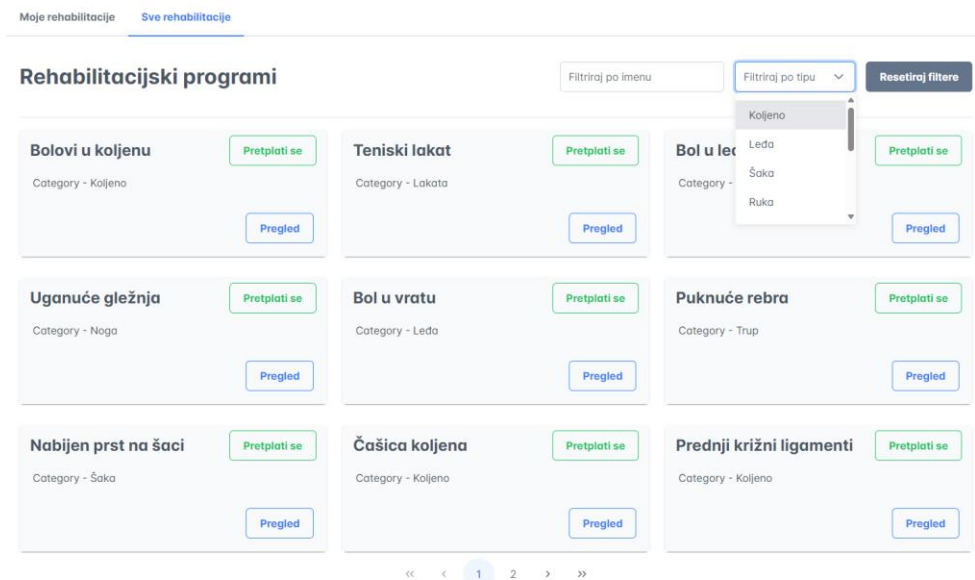 Moje rehabilitacije Sve rehabilitacije
Rehabilitacijski programi Filtriraj po imenu Filtriraj po tipu Resetiraj filtere
Koljeno
Leđa
Šaka
Ruka
Bolovi u koljenu Pretplati se
Category - Koljeno
Pregled
Teniski lakat Pretplati se
Category - Lakata
Pregled
Bol u Pretplati se
Category -
Pregled
Uganuće gležnja Pretplati se
Category - Noga
Pregled
Bol u vratu Pretplati se
Category - Leđa
Pregled
Puknuće rebra Pretplati se
Category - Trup
Pregled
Nabijen prst na šaci Pretplati se
Category - Šaka
Pregled
Čašica koljena Pretplati se
Category - Koljeno
Pregled
Prednji križni ligamenti Pretplati se
Category - Koljeno
Pregled
<< < 1 2 > >>